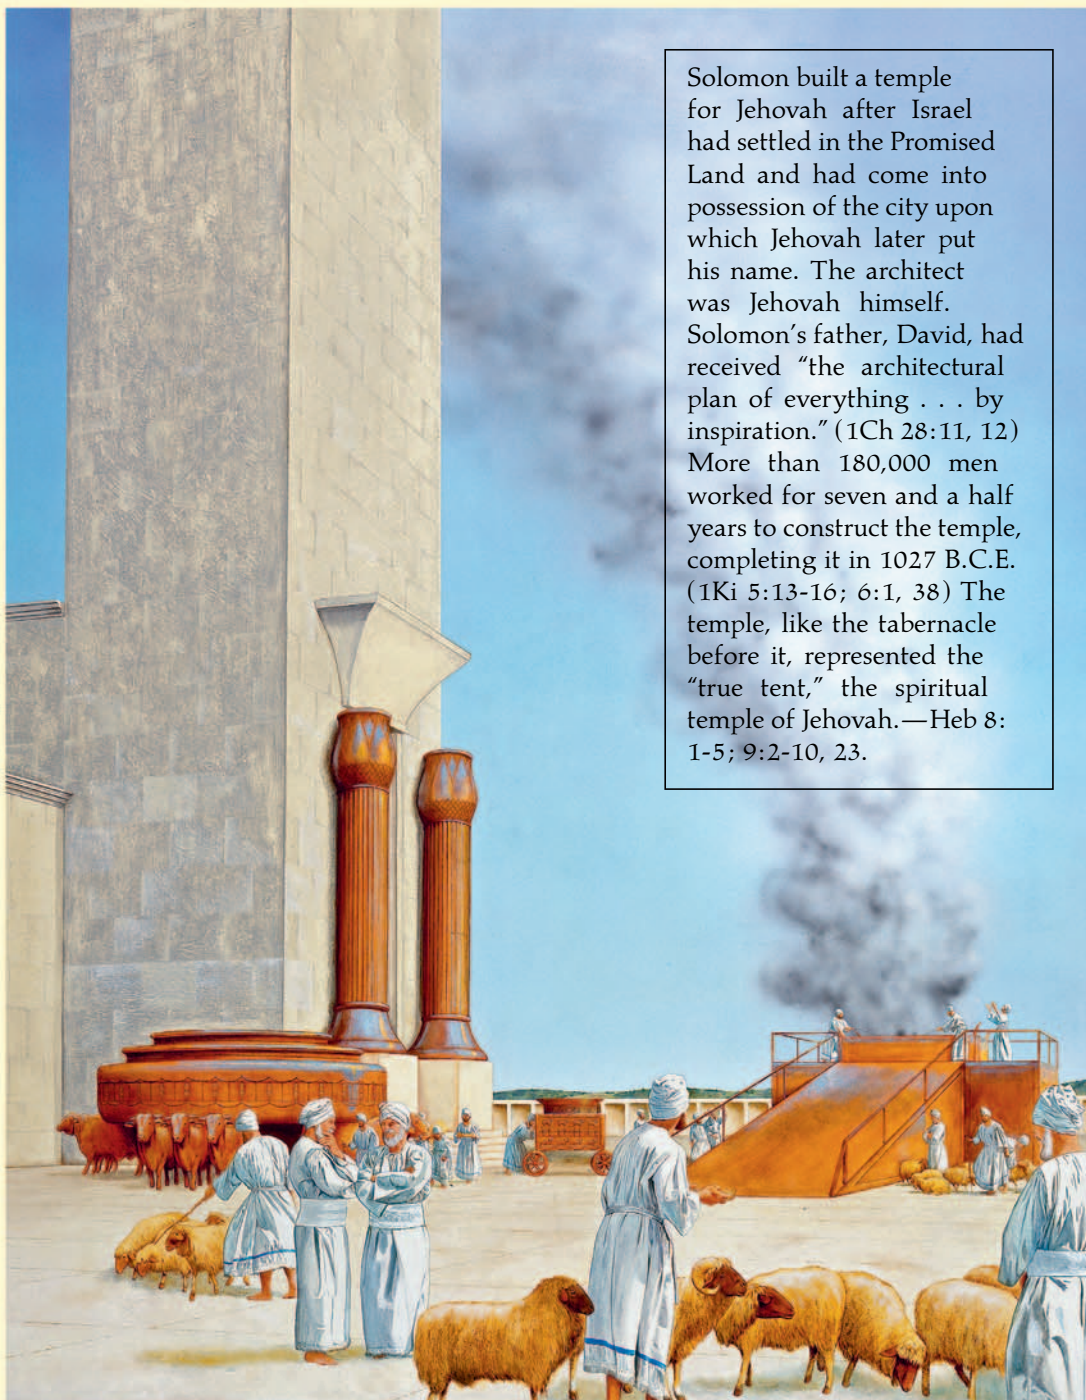 Solomon built a temple
for Jehovah after Israel
had settled in the Promised
Land and had come into
possession of the city upon
which Jehovah later put
his name. The architect
was Jehovah himself.
Solomon’s father, David, had
received “the architectural
plan of everything . . . by
inspiration.” (1Ch 28:11, 12)
More than 180,000 men
worked for seven and a half
years to construct the temple,
completing it in 1027 B.C.E.
(1Ki 5:13-16; 6:1, 38) The
temple, like the tabernacle
before it, represented the
“true tent,” the spiritual
temple of Jehovah.—Heb 8:
1-5; 9:2-10, 23.